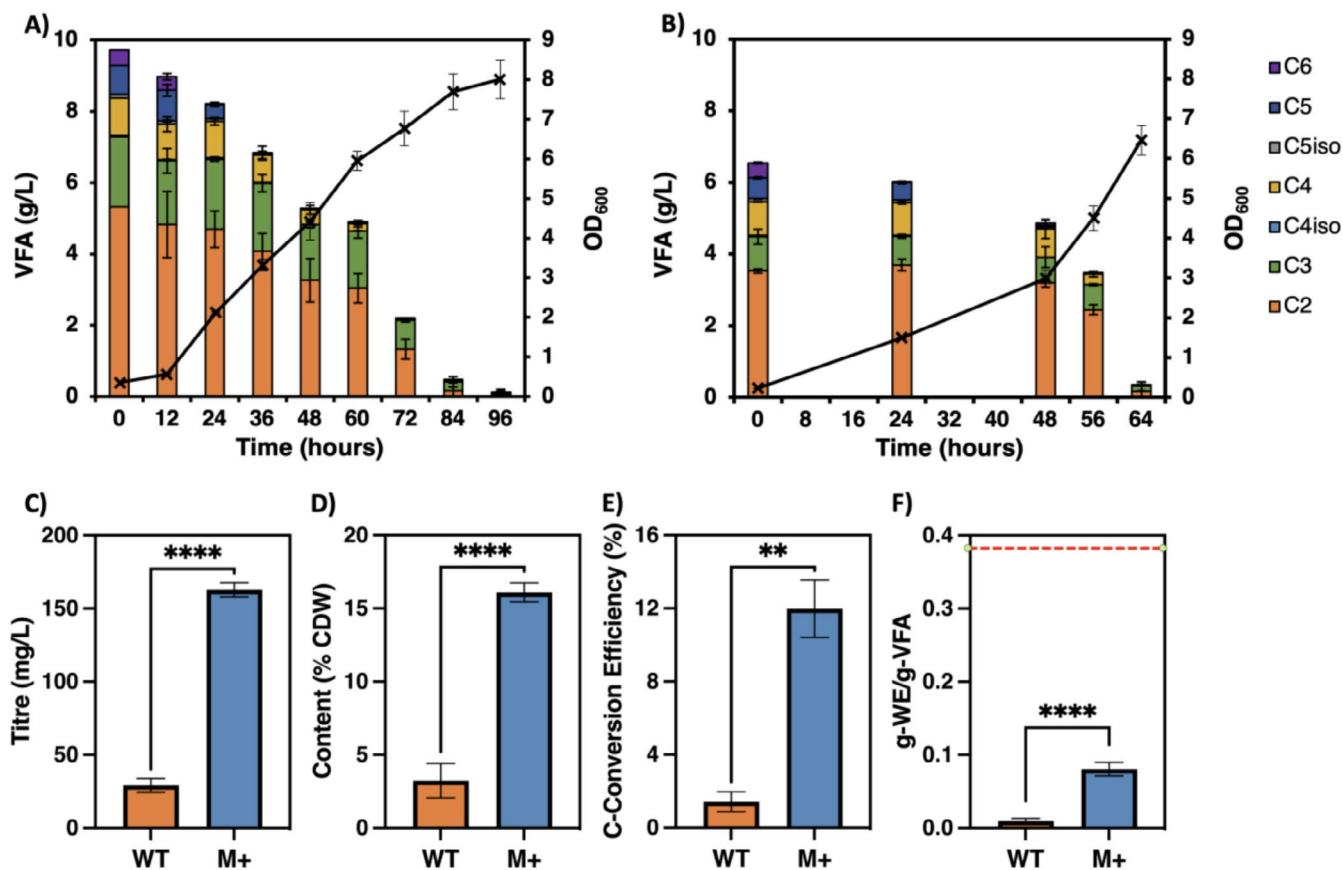 A)
10
8
6
4
2
0
VFA (g/L)
9
8
7
6
5
4
3
2
1
0
OD600
0 12 24 36 48 60 72 84 96
Time (hours)
B)
10
8
6
4
2
0
VFA (g/L)
9
8
7
6
5
4
3
2
1
0
OD600
0 8 16 24 32 40 48 56 64
Time (hours)
C6
C5
C5iso
C4
C4iso
C3
C2
C)
200
150
100
50
0
Titre (mg/L)
****
WT M+
D)
20
15
10
5
0
Content (% CDW)
****
WT M+
E)
16
12
8
4
0
C-Conversion Efficiency (%)
**
WT M+
F)
0.4
0.3
0.2
0.1
0.0
g-WE/g-VFA
****
WT M+